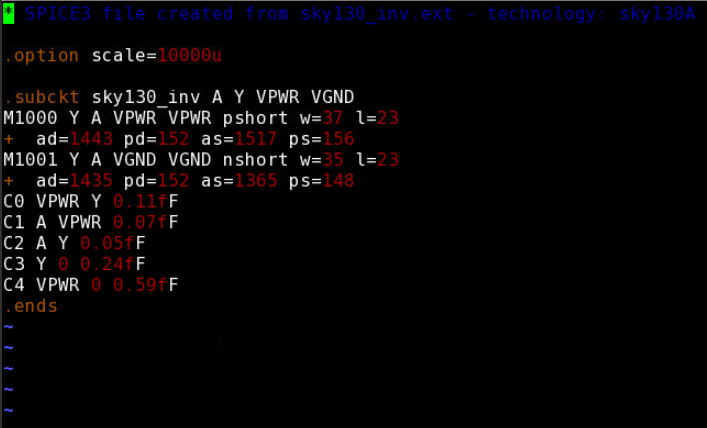 * SPICE3 file created from sky130_inv.ext - technology: sky130A
.option scale=10000u
.subckt sky130_inv A Y VPWR VGND
M1000 Y A VPWR VPWR pshort w=37 l=23
+  ad=1443 pd=152 as=1517 ps=156
M1001 Y A VGND VGND nshort w=35 l=23
+  ad=1435 pd=152 as=1365 ps=148
C0 VPWR Y 0.11fF
C1 A VPWR 0.07fF
C2 A Y 0.05fF
C3 Y 0 0.24fF
C4 VPWR 0 0.59fF
.ends
~
~
~
~
~